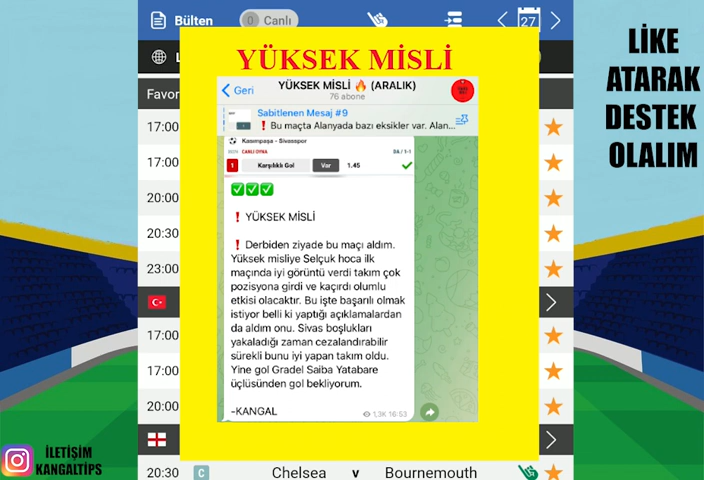 Bülten
0 Canlı
27
YÜKSEK MİSLİ
LİKE
ATARAK
DESTEK
OLALIM
Favor
Geri
YÜKSEK MİSLİ 🔥 (ARALIK)
76 abone
Sabitlenen Mesaj #9
❗ Bu maçta Alanyada bazı eksikler var. Alan...
Kasımpaşa - Sivasspor
CANLI OYNA
1 Karşılıklı Gol Var 1.45
✅✅✅
❗ YÜKSEK MİSLİ
❗ Derbiden ziyade bu maçı aldım.
Yüksek misliye Selçuk hoca ilk
maçında iyi görüntü verdi takım çok
pozisyona girdi ve kaçırdı olumlu
etkisi olacaktır. Bu işte başarılı olmak
istiyor belli ki yaptığı açıklamalardan
da aldım onu. Sivas boşlukları
yakaladığı zaman cezalandırabilir
sürekli bunu iyi yapan takım oldu.
Yine gol Gradel Saiba Yatabare
üçlüsünden gol bekliyorum.
-KANGAL
1,3K 16:53
17:00
17:00
20:00
20:30
23:00
17:00
17:00
20:00
20:30 C Chelsea v Bournemouth
İLETİŞİM
KANGALTİPS